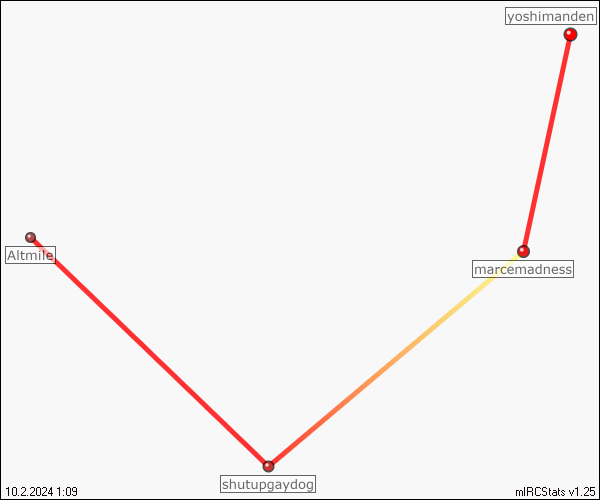 yoshimanden
Altmile
marcemadness
shutupgaydog
10.2.2024 1:09
mIRCStats v1.25